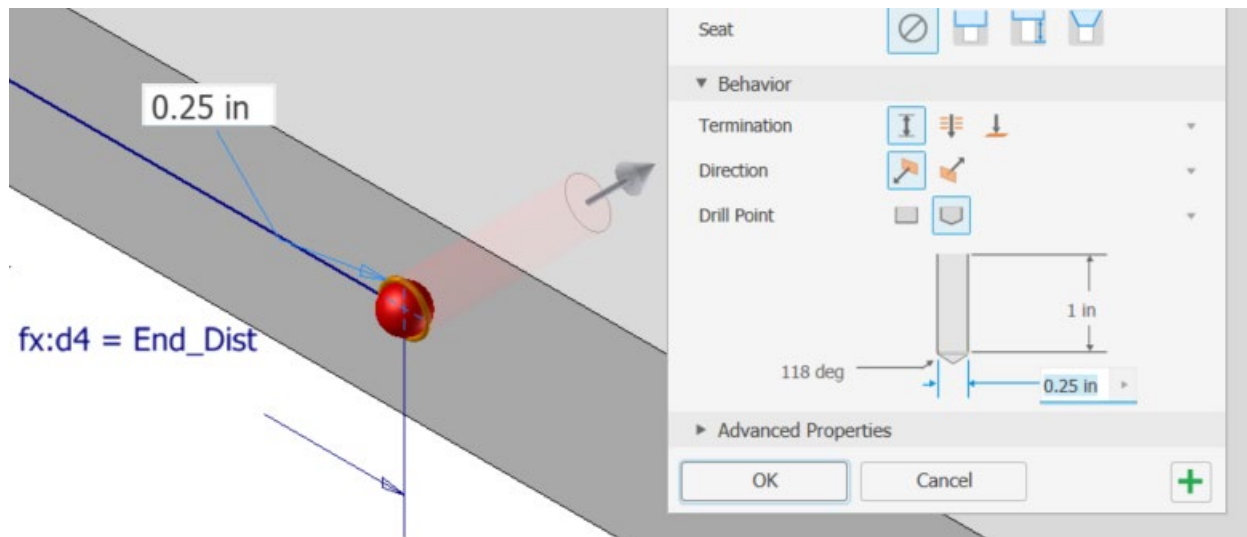 Seat
Behavior
0.25 in
Termination
Direction
Drill Point
1 in
fx:d4 = End_Dist
118 deg
0.25 in
Advanced Properties
OK
Cancel